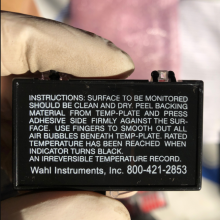 INSTRUCTIONS: SURFACE TO BE MONITORED
SHOULD BE CLEAN AND DRY. PEEL BACKING
MATERIAL FROM TEMP-PLATE AND PRESS
ADHESIVE SIDE FIRMLY AGAINST THE SUR-
FACE. USE FINGERS TO SMOOTH OUT ALL
AIR BUBBLES BENEATH TEMP-PLATE. RATED
TEMPERATURE HAS BEEN REACHED WHEN
INDICATOR TURNS BLACK.
AN IRREVERSIBLE TEMPERATURE RECORD.
Wahl Instruments, Inc. 800-421-2853